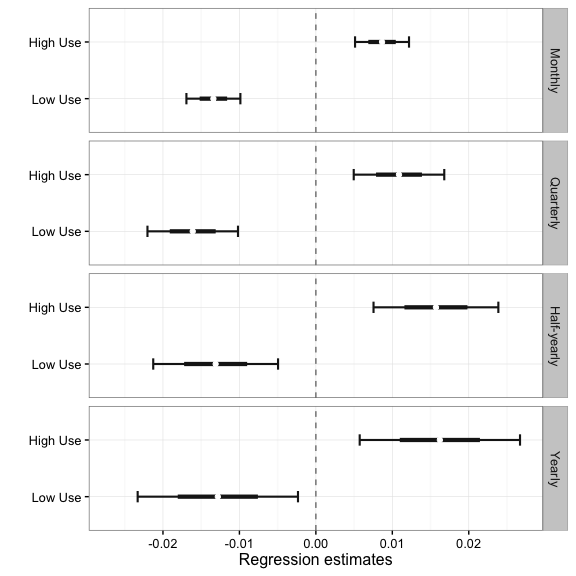 High Use
Low Use
Monthly
High Use
Low Use
Quarterly
High Use
Low Use
Half-yearly
High Use
Low Use
Yearly
-0.02 -0.01 0.00 0.01 0.02
Regression estimates